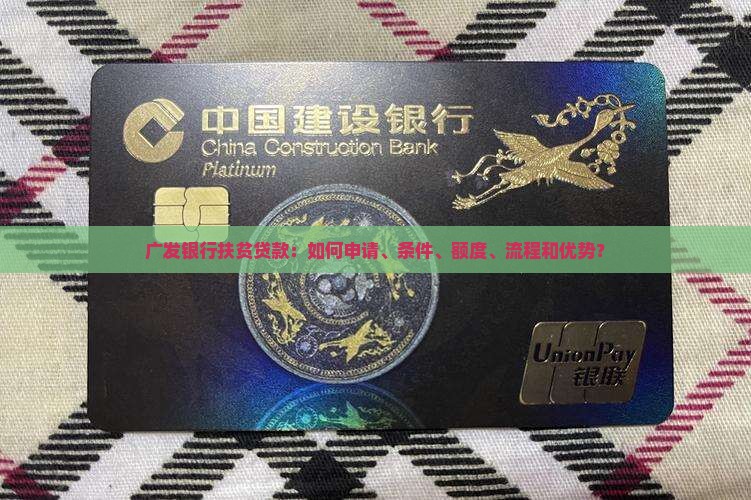 中国建设银行
China Construction Bank
Platinum
广发银行扶贫贷款：如何申请、条件、额度、流程和优势？
UnionPay
银联